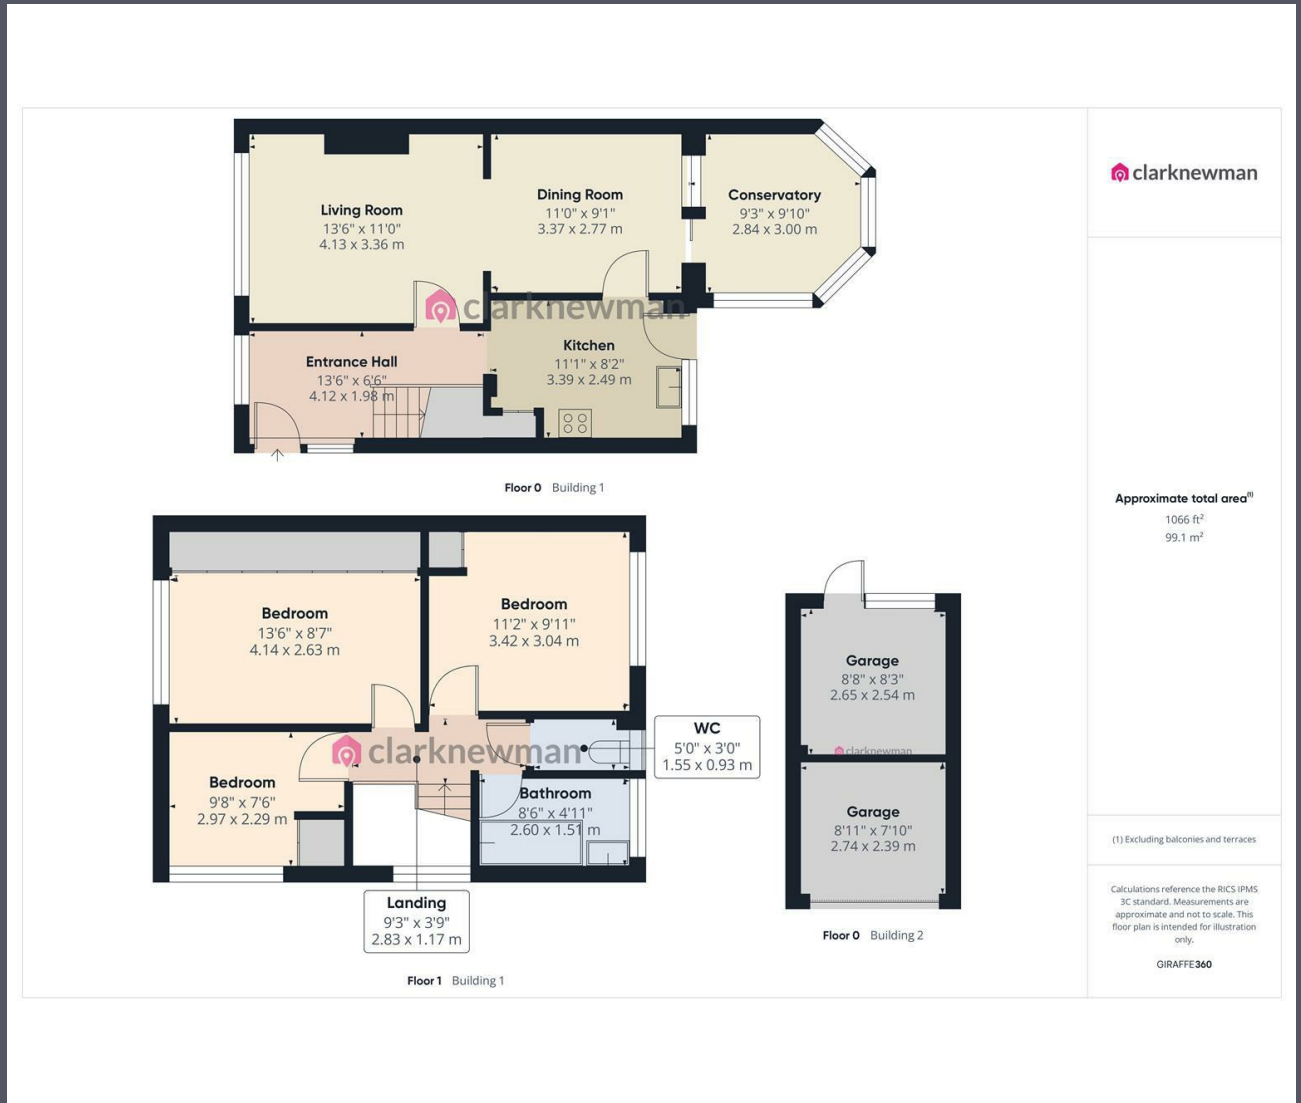 Living Room
13'6" x 11'0"
4.13 x 3.36 m
Dining Room
11'0" x 9'1"
3.37 x 2.77 m
Conservatory
9'3" x 9'10"
2.84 x 3.00 m
clarknewman
Entrance Hall
13'6" x 6'6"
4.12 x 1.98 m
Kitchen
11'1" x 8'2"
3.39 x 2.49 m
Floor 0 Building 1
Bedroom
13'6" x 8'7"
4.14 x 2.63 m
Bedroom
11'2" x 9'11"
3.42 x 3.04 m
clarknewman
WC
5'0" x 3'0"
1.55 x 0.93 m
Bedroom
9'8" x 7'6"
2.97 x 2.29 m
Bathroom
8'6" x 4'11"
2.60 x 1.51 m
Landing
9'3" x 3'9"
2.83 x 1.17 m
Floor 1 Building 1
Garage
8'8" x 8'3"
2.65 x 2.54 m
clarknewman
Garage
8'11" x 7'10"
2.74 x 2.39 m
Floor 0 Building 2
clarknewman
Approximate total area(1)
1066 ft²
99.1 m²
(1) Excluding balconies and terraces
Calculations reference the RICS IPMS
3C standard. Measurements are
approximate and not to scale. This
floor plan is intended for illustration
only.
GIRAFFE360